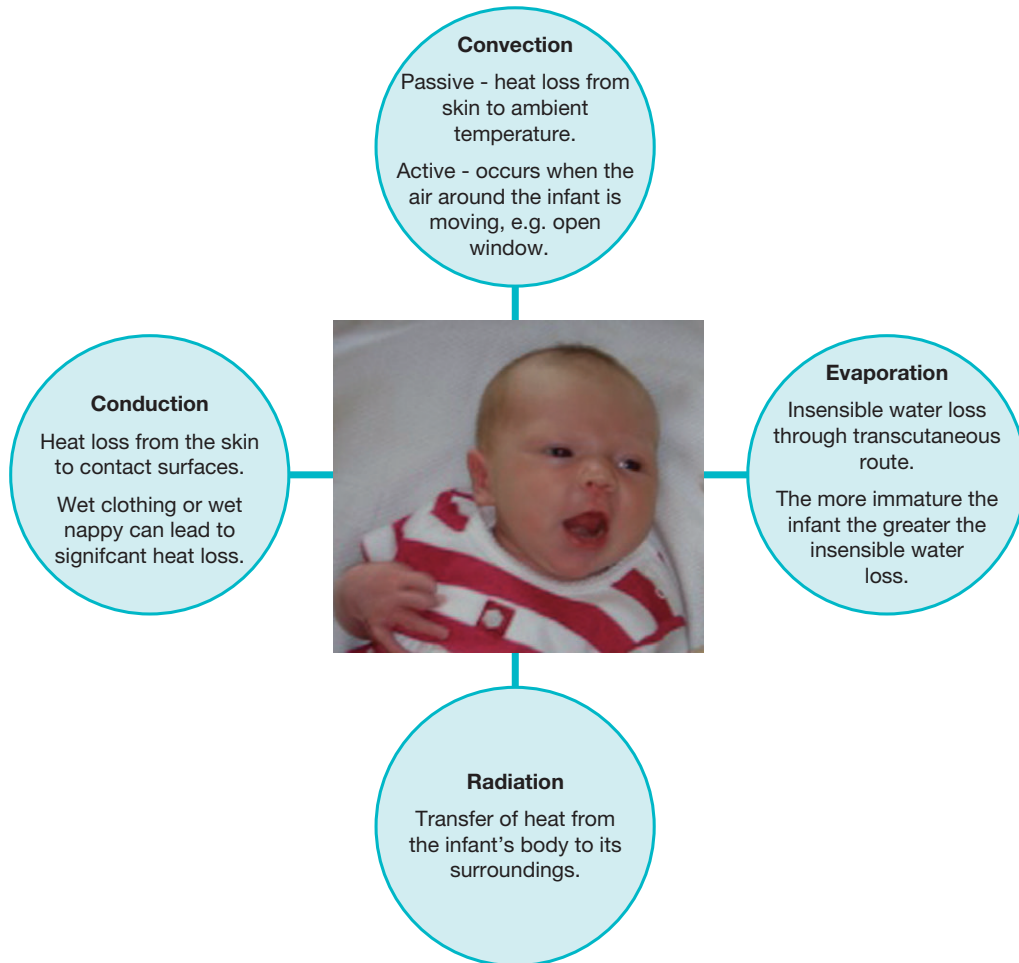 Convection
Passive - heat loss from
skin to ambient
temperature.
Active - occurs when the
air around the infant is
moving, e.g. open
window.
Conduction
Heat loss from the skin
to contact surfaces.
Wet clothing or wet
nappy can lead to
signifcant heat loss.
Evaporation
Insensible water loss
through transcutaneous
route.
The more immature the
infant the greater the
insensible water
loss.
Radiation
Transfer of heat from
the infant's body to its
surroundings.